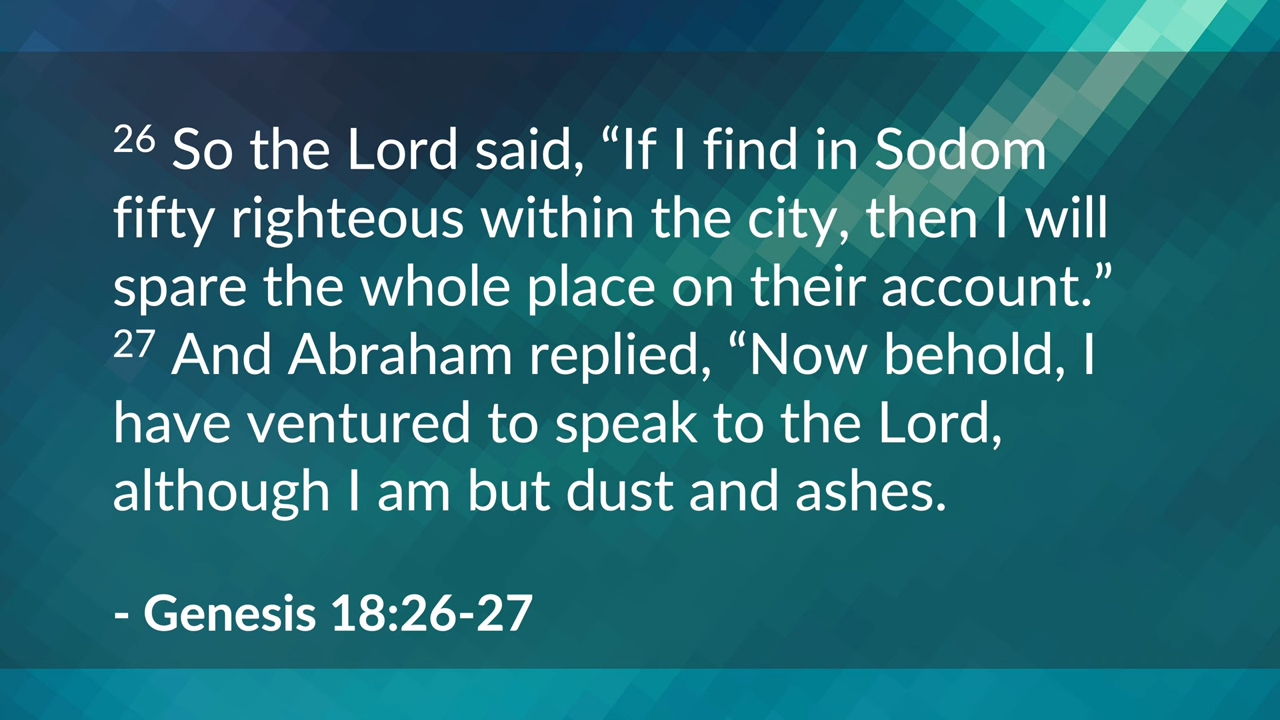 26 So the Lord said, “If I find in Sodom
fifty righteous within the city, then I will
spare the whole place on their account.”
27 And Abraham replied, “Now behold, I
have ventured to speak to the Lord,
although I am but dust and ashes.
- Genesis 18:26-27